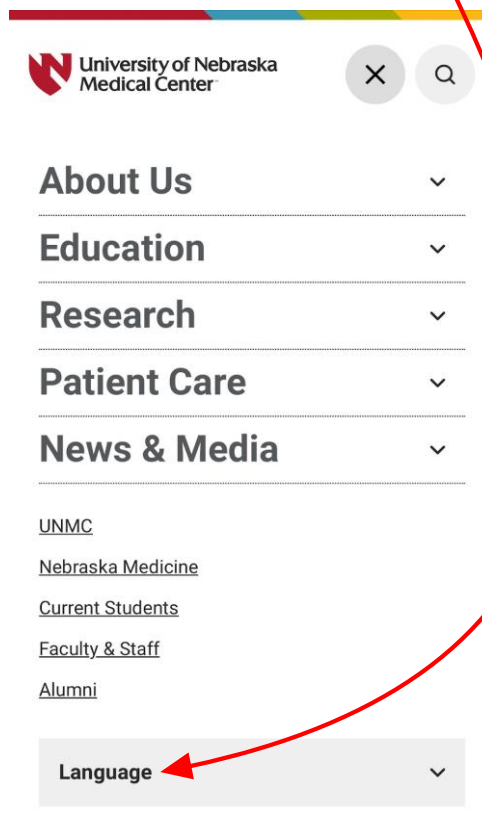 University of Nebraska
Medical Center
About Us
Education
Research
Patient Care
News & Media
UNMC
Nebraska Medicine
Current Students
Faculty & Staff
Alumni
Language